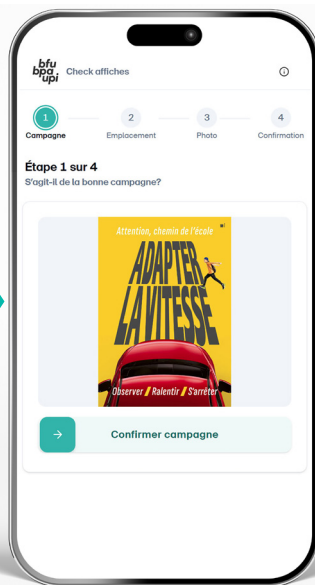 bfu
bpa
upi
Check affiches
1
2
3
4
Campagne
Emplacement
Photo
Confirmation
Étape 1 sur 4
S'agit-il de la bonne campagne?
Attention, chemin de l'école
ADAPTER
LA VITESSE
Observer / Ralentir / S'arrêter
Confirmer campagne